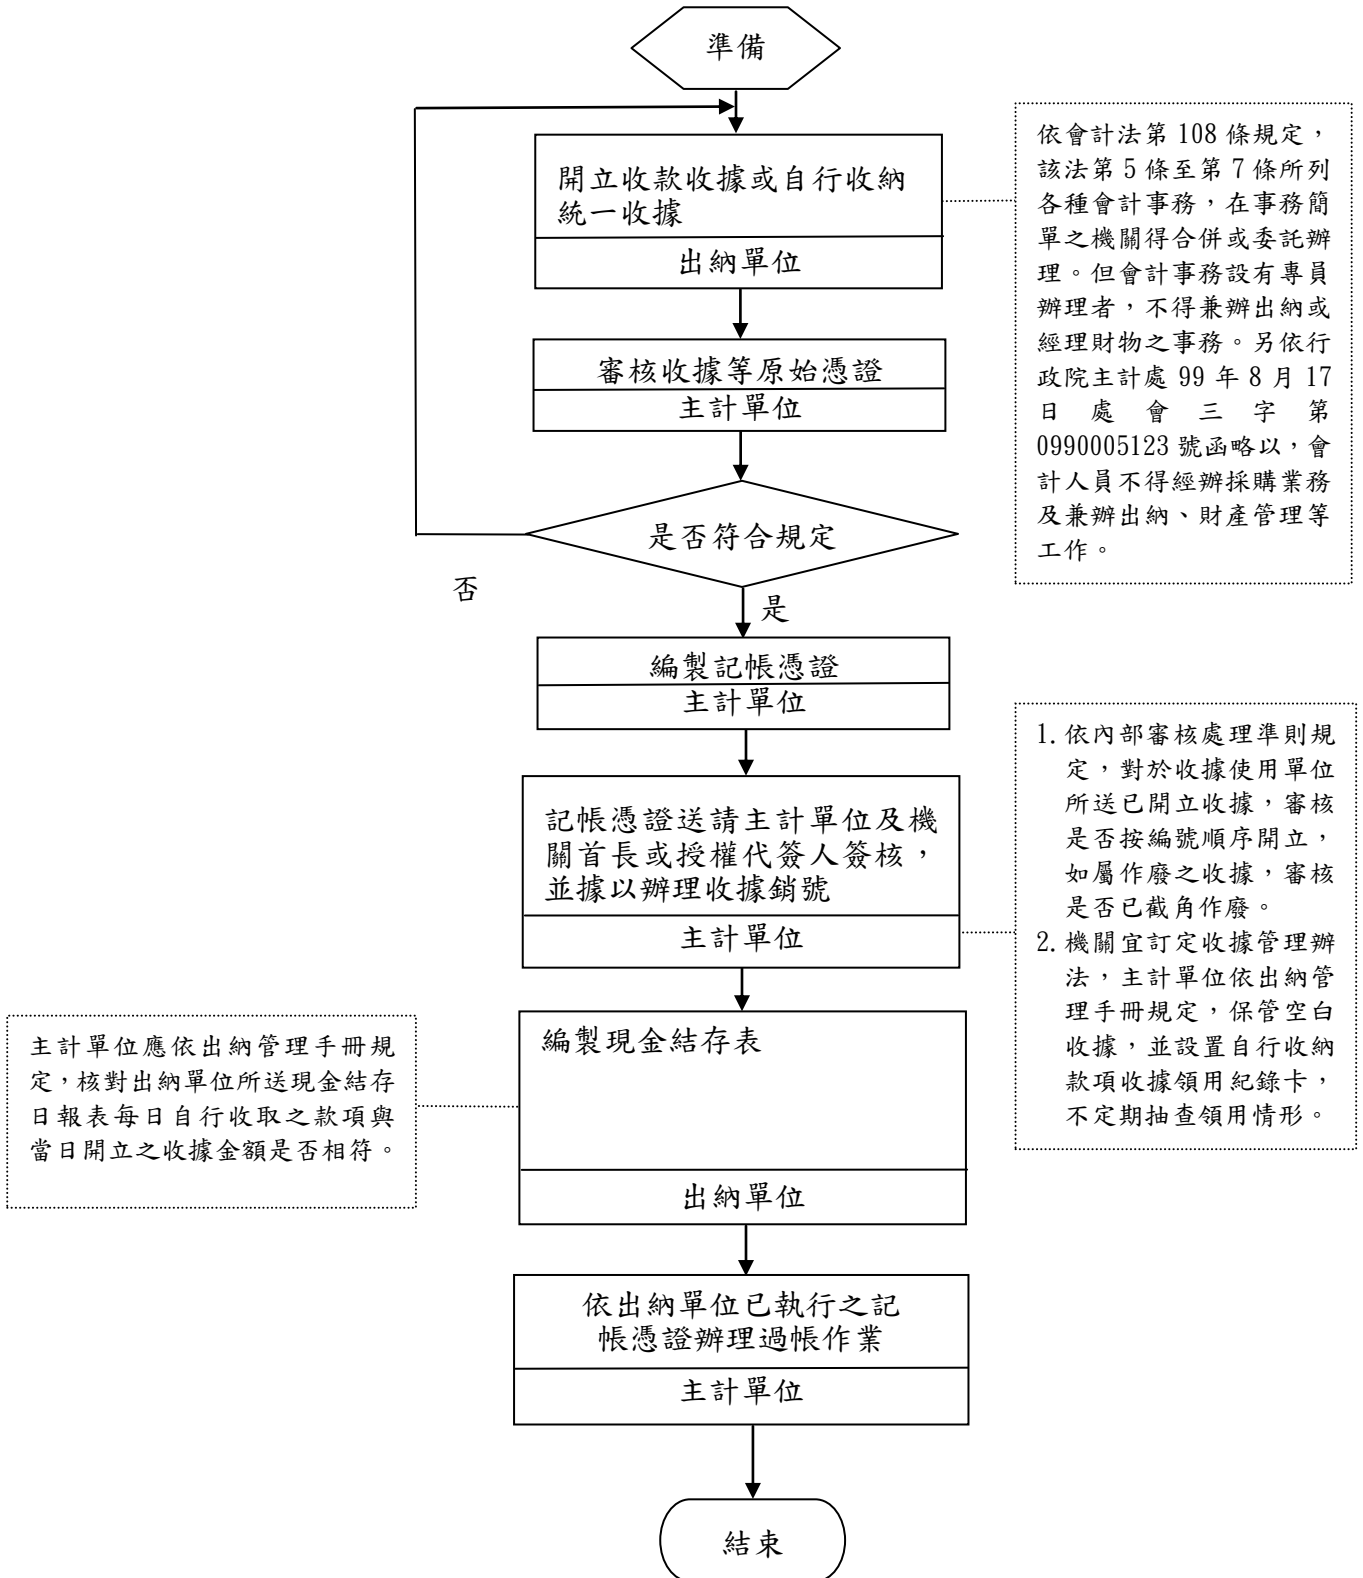 準備
開立收款收據或自行收納
統一收據
出納單位
依會計法第 108 條規定，
該法第 5 條至第 7 條所列
各種會計事務，在事務簡
單之機關得合併或委託辦
理。但會計事務設有專員
辦理者，不得兼辦出納或
經理財物之事務。另依行
政院主計處 99 年 8 月 17
日處會三字第
0990005123 號函略以，會
計人員不得經辦採購業務
及兼辦出納、財產管理等
工作。
審核收據等原始憑證
主計單位
是否符合規定
否
是
編製記帳憑證
主計單位
記帳憑證送請主計單位及機
關首長或授權代簽人簽核，
並據以辦理收據銷號
主計單位
1. 依內部審核處理準則規
定，對於收據使用單位
所送已開立收據，審核
是否按編號順序開立，
如屬作廢之收據，審核
是否已截角作廢。
2. 機關宜訂定收據管理辦
法，主計單位依出納管
理手冊規定，保管空白
收據，並設置自行收納
款項收據領用紀錄卡，
不定期抽查領用情形。
編製現金結存表
出納單位
主計單位應依出納管理手冊規
定，核對出納單位所送現金結存
日報表每日自行收取之款項與
當日開立之收據金額是否相符。
依出納單位已執行之記
帳憑證辦理過帳作業
主計單位
結束